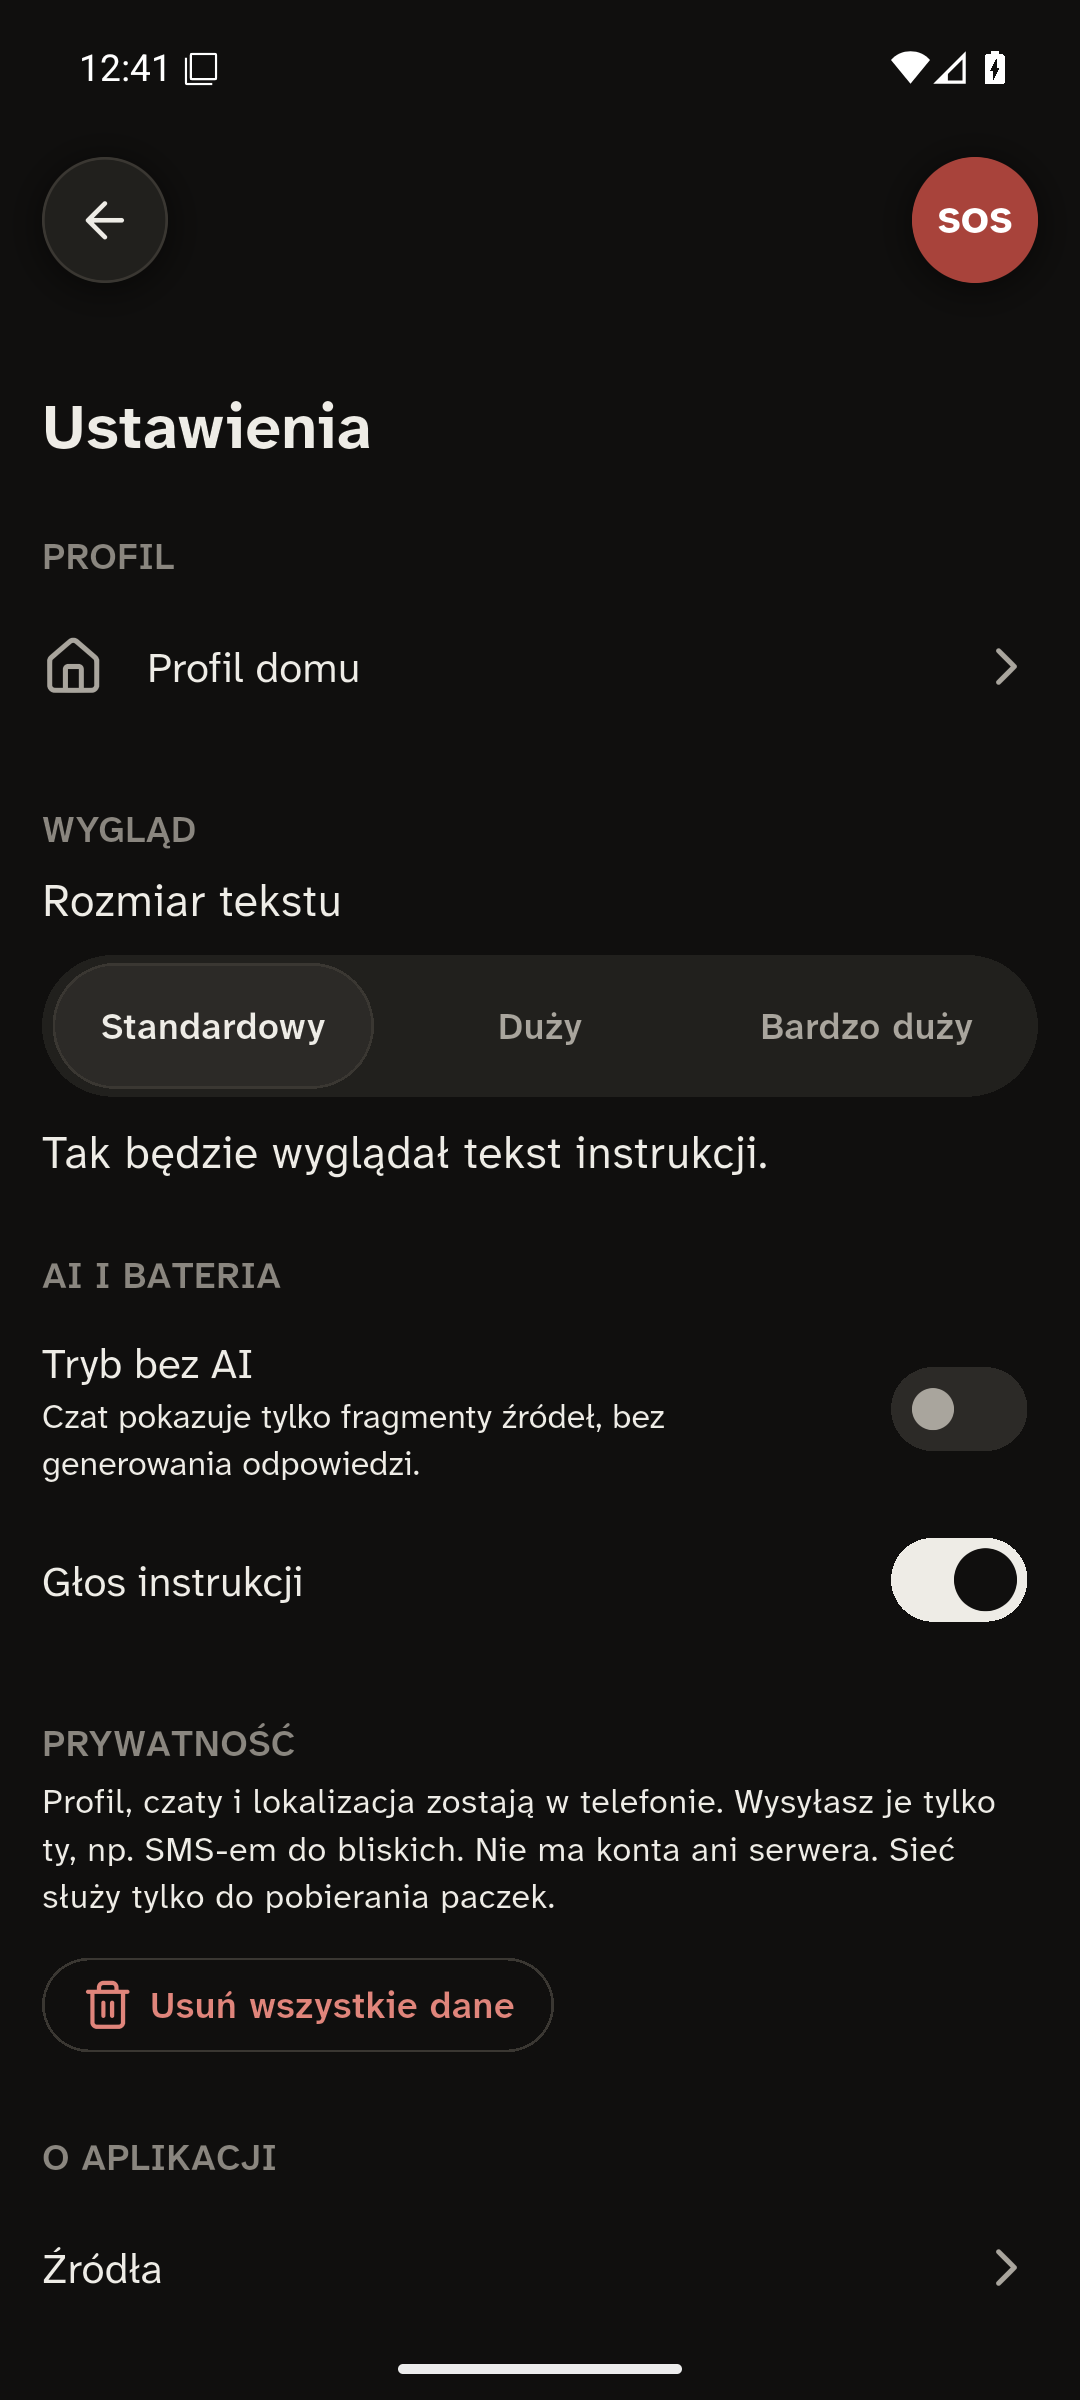 12:41
SOS
Ustawienia
PROFIL
Profil domu
WYGLĄD
Rozmiar tekstu
Standardowy Duży Bardzo duży
Tak będzie wyglądał tekst instrukcji.
AI I BATERIA
Tryb bez AI
Czat pokazuje tylko fragmenty źródeł, bez
generowania odpowiedzi.
Głos instrukcji
PRYWATNOŚĆ
Profil, czaty i lokalizacja zostają w telefonie. Wysyłasz je tylko
ty, np. SMS-em do bliskich. Nie ma konta ani serwera. Sieć
służy tylko do pobierania paczek.
Usuń wszystkie dane
O APLIKACJI
Źródła